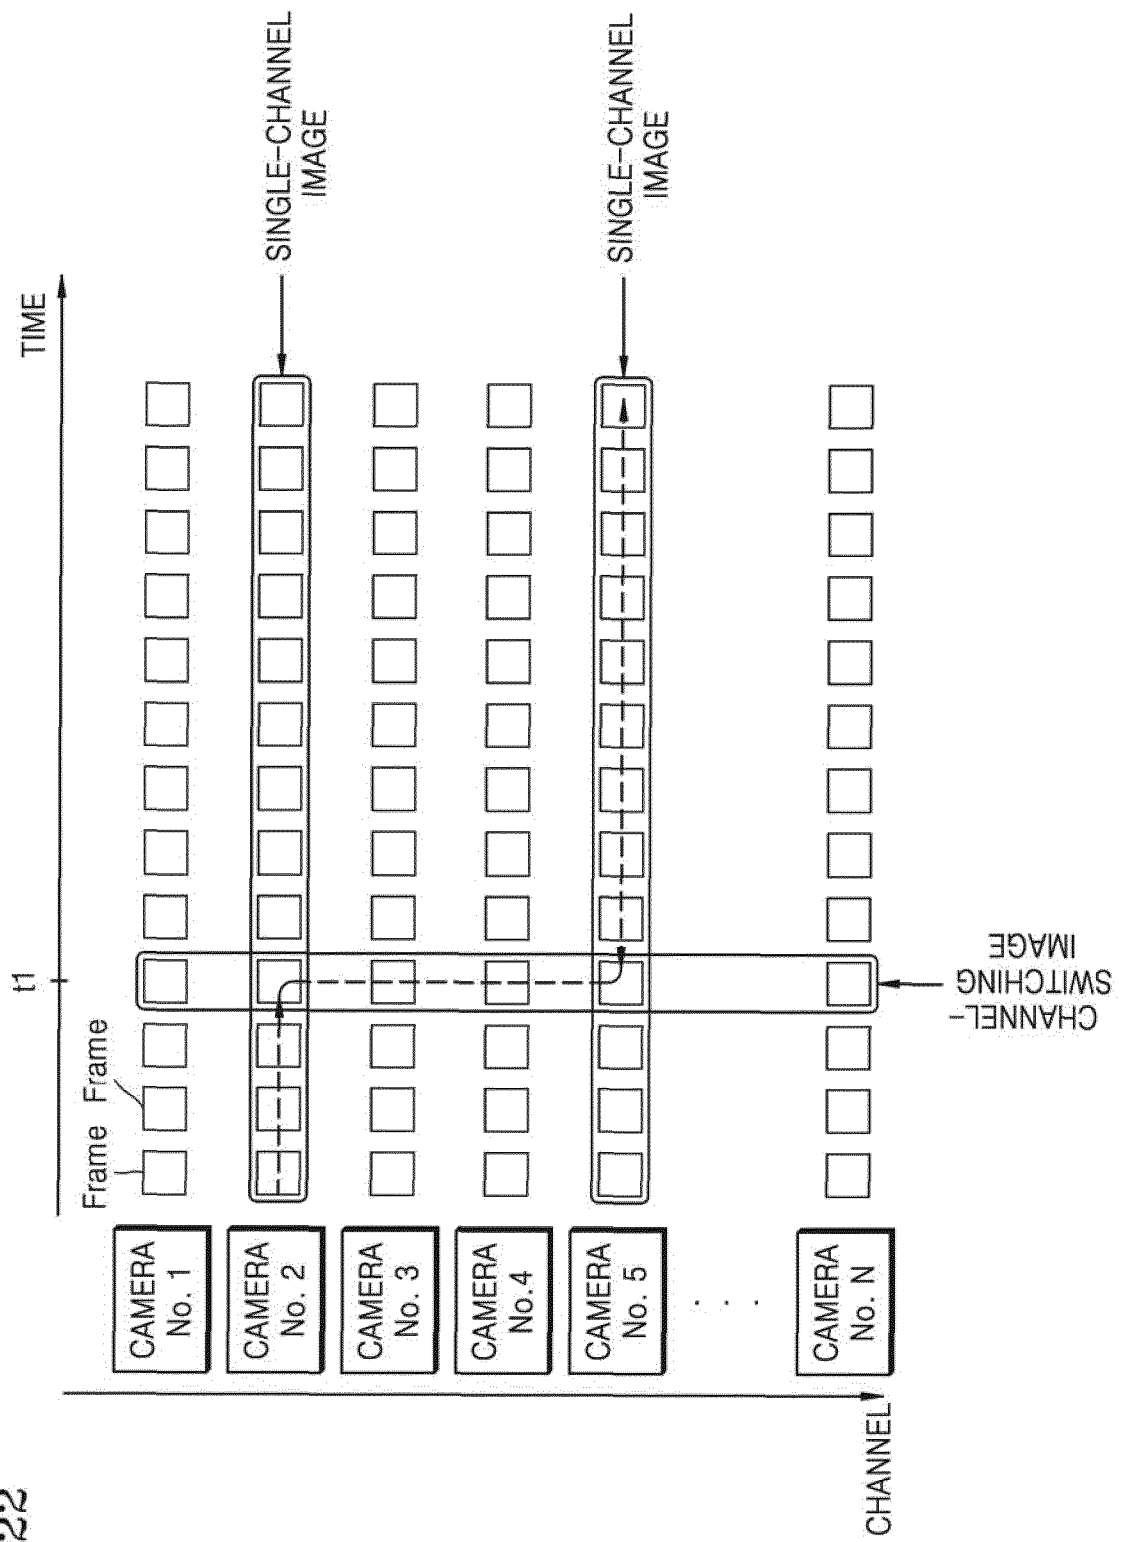 22
TIME
t1
Frame Frame
CAMERA
No. 1
CAMERA
No. 2
CAMERA
No. 3
CAMERA
No.4
CAMERA
No. 5
. . .
CAMERA
No. N
CHANNEL
SINGLE-CHANNEL
IMAGE
SINGLE-CHANNEL
IMAGE
CHANNEL-
SWITCHING
IMAGE